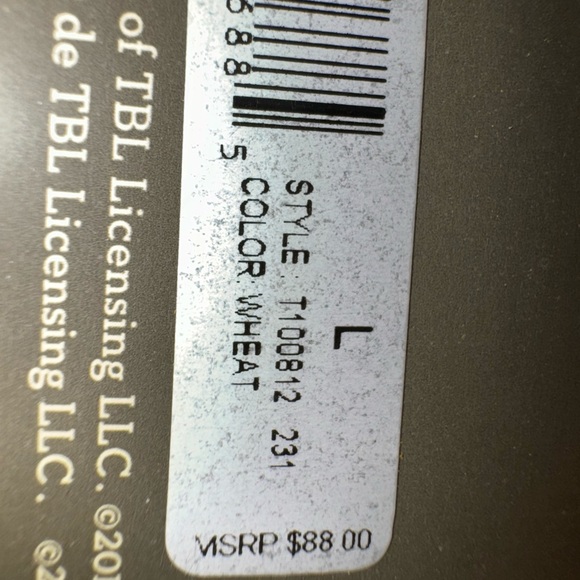 688
5
L
STYLE: T100812 231
COLOR: WHEAT
MSRP $88.00
of TBL Licensing LLC. ©201
de TBL Licensing LLC. ©2